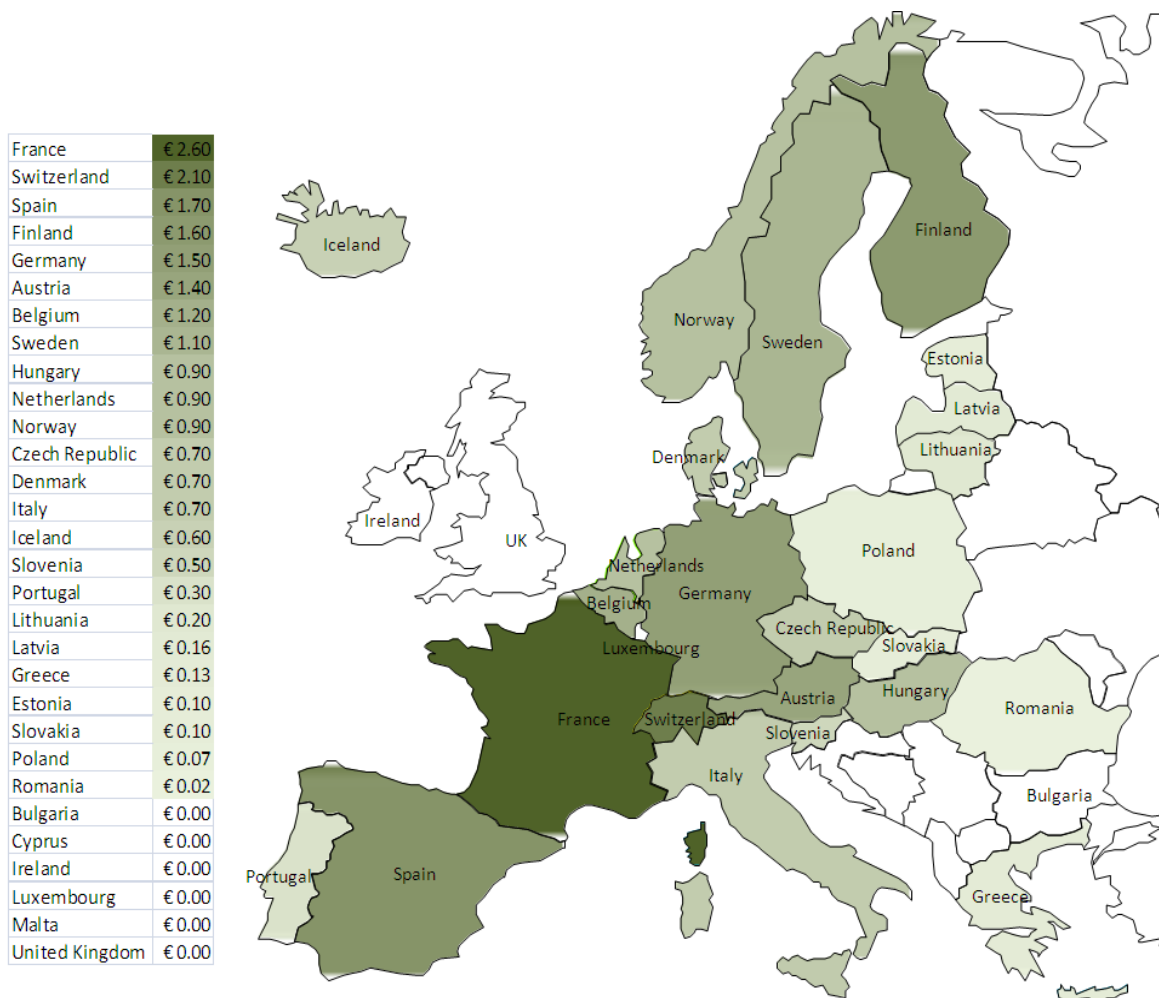 France € 2.60
Switzerland € 2.10
Spain € 1.70
Finland € 1.60
Germany € 1.50
Austria € 1.40
Belgium € 1.20
Sweden € 1.10
Hungary € 0.90
Netherlands € 0.90
Norway € 0.90
Czech Republic € 0.70
Denmark € 0.70
Italy € 0.70
Iceland € 0.60
Slovenia € 0.50
Portugal € 0.30
Lithuania € 0.20
Latvia € 0.16
Greece € 0.13
Estonia € 0.10
Slovakia € 0.10
Poland € 0.07
Romania € 0.02
Bulgaria € 0.00
Cyprus € 0.00
Ireland € 0.00
Luxembourg € 0.00
Malta € 0.00
United Kingdom € 0.00
Finland
Iceland
Norway
Sweden
Estonia
Latvia
Lithuania
Denmark
Ireland
UK
Poland
Netherlands
Germany
Belgium
Czech Republic
Slovakia
Luxembourg
Hungary
Austria
Romania
France
Switzerland
Slovenia
Italy
Bulgaria
Spain
Portugal
Greece